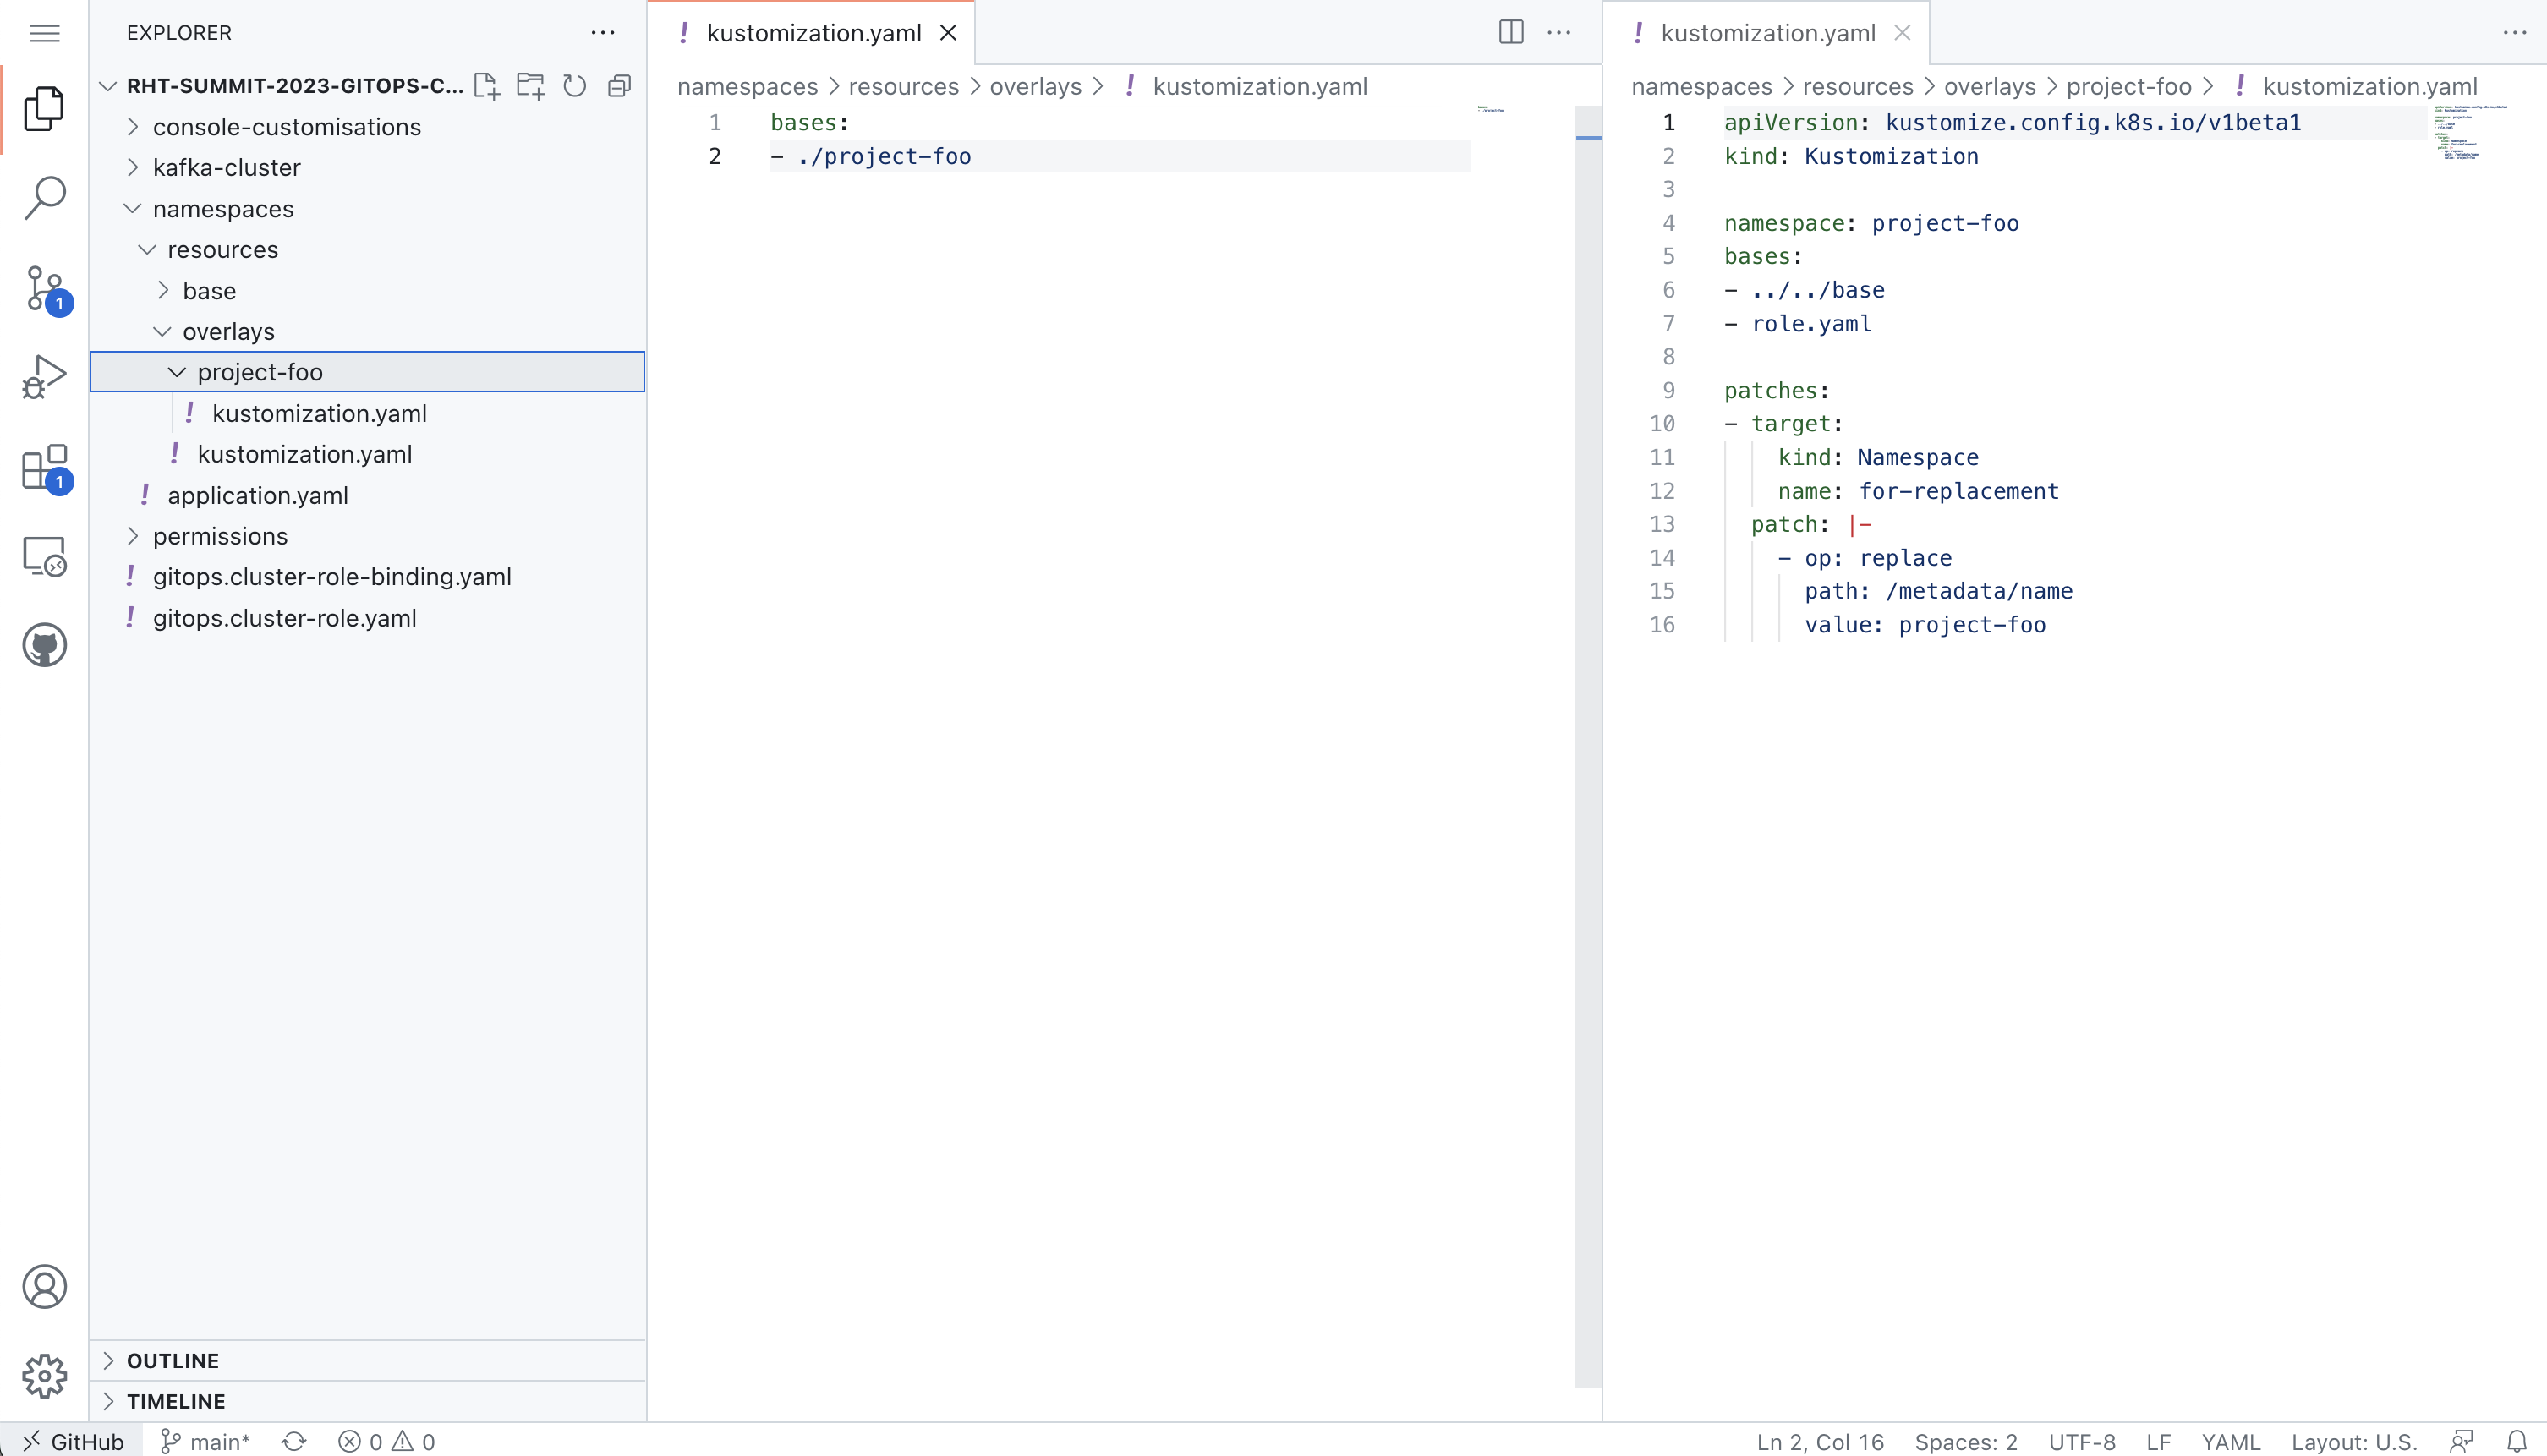 EXPLORER
RHT-SUMMIT-2023-GITOPS-C...
console-customisations
kafka-cluster
namespaces
resources
base
overlays
project-foo
! kustomization.yaml
! kustomization.yaml
! application.yaml
permissions
! gitops.cluster-role-binding.yaml
! gitops.cluster-role.yaml
OUTLINE
TIMELINE
1
1
! kustomization.yaml
namespaces > resources > overlays > ! kustomization.yaml
1 bases:
2 - ./project-foo
! kustomization.yaml
namespaces > resources > overlays > project-foo > ! kustomization.yaml
1 apiVersion: kustomize.config.k8s.io/v1beta1
2 kind: Kustomization
3
4 namespace: project-foo
5 bases:
6 - ../../base
7 - role.yaml
8
9 patches:
10 - target:
11 kind: Namespace
12 name: for-replacement
13 patch: |-
14 - op: replace
15 path: /metadata/name
16 value: project-foo
GitHub main* 0 0 Ln 2, Col 16 Spaces: 2 UTF-8 LF YAML Layout: U.S.